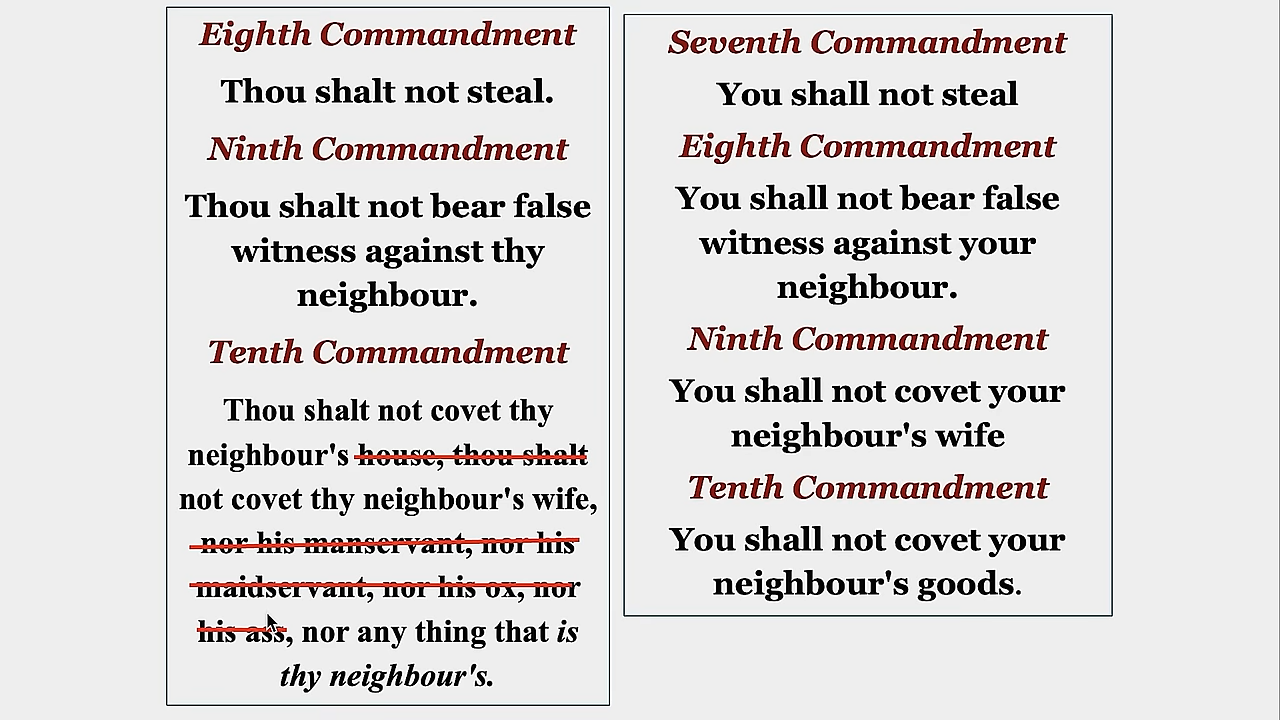 Eighth Commandment
Thou shalt not steal.
Ninth Commandment
Thou shalt not bear false
witness against thy
neighbour.
Tenth Commandment
Thou shalt not covet thy
neighbour's house, thou shalt
not covet thy neighbour's wife,
nor his manservant, nor his
maidservant, nor his ox, nor
his ass, nor any thing that is
thy neighbour's.
Seventh Commandment
You shall not steal
Eighth Commandment
You shall not bear false
witness against your
neighbour.
Ninth Commandment
You shall not covet your
neighbour's wife
Tenth Commandment
You shall not covet your
neighbour's goods.